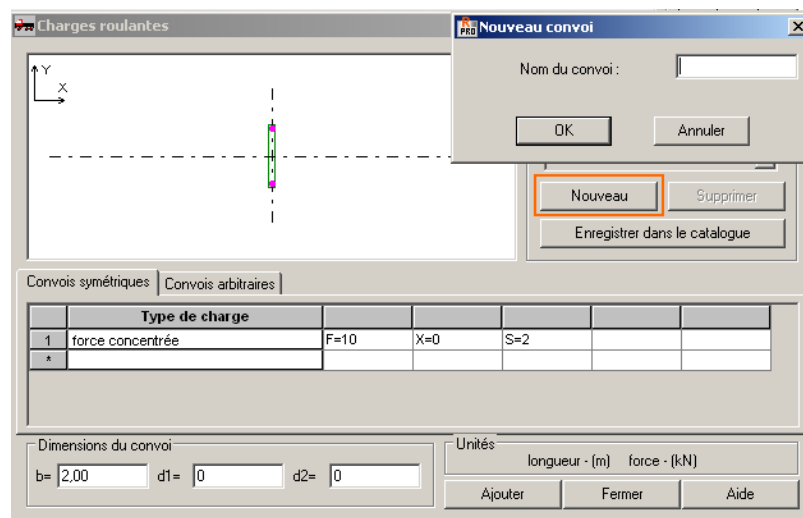 Charges roulantes
PRO Nouveau convoi
Y
X
Nom du convoi :
OK Annuler
Nouveau Supprimer
Enregistrer dans le catalogue
Convois symétriques Convois arbitraires
Type de charge
1 force concentrée F=10 X=0 S=2
*
Dimensions du convoi
b= 2,00 d1= 0 d2= 0
Unités
longueur - (m) force - (kN)
Ajouter Fermer Aide